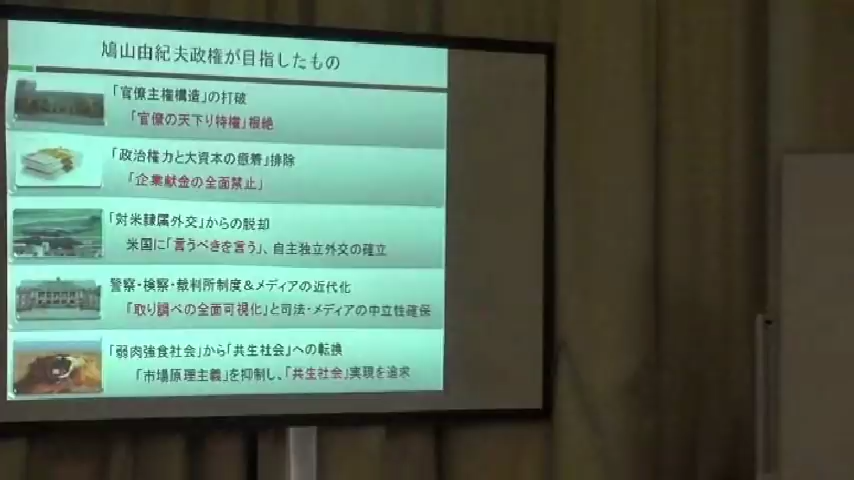 鳩山由紀夫政権が目指したもの
「官僚主権構造」の打破
「官僚の天下り特権」根絶
「政治権力と大資本の癒着」排除
「企業献金の全面禁止」
「対米隷属外交」からの脱却
米国に「言うべきを言う」、自主独立外交の確立
警察・検察・裁判所制度＆メディアの近代化
「取り調べの全面可視化」と司法・メディアの中立性確保
「弱肉強食社会」から「共生社会」への転換
「市場原理主義」を抑制し、「共生社会」実現を追求